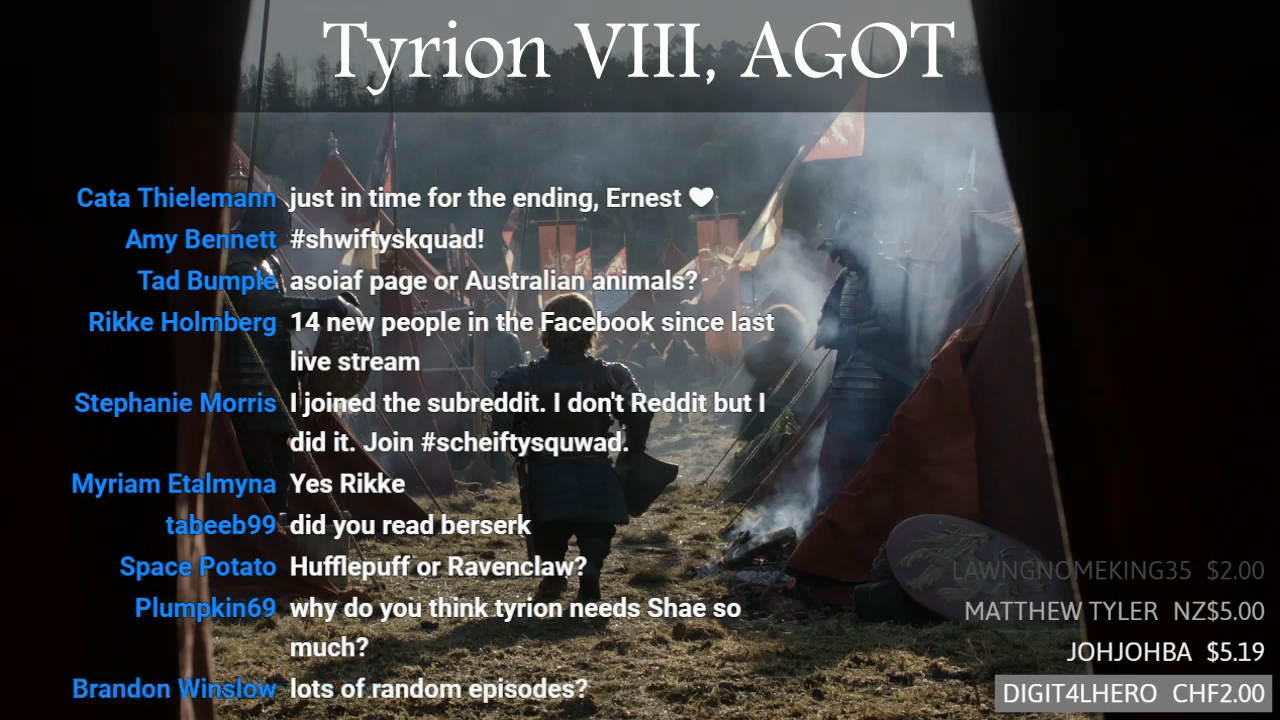 Tyrion VIII, AGOT
Cata Thielemann just in time for the ending, Ernest 🤍
Amy Bennett #shwiftyskquad!
Tad Bumple asoiaf page or Australian animals?
Rikke Holmberg 14 new people in the Facebook since last
live stream
Stephanie Morris I joined the subreddit. I don't Reddit but I
did it. Join #scheiftysquwad.
Myriam Etalmyna Yes Rikke
tabeeb99 did you read berserk
Space Potato Hufflepuff or Ravenclaw?
Plumpkin69 why do you think tyrion needs Shae so
much?
Brandon Winslow lots of random episodes?
LAWNGNOMEKING35 $2.00
MATTHEW TYLER NZ$5.00
JOHJOHBA $5.19
DIGIT4LHERO CHF2.00